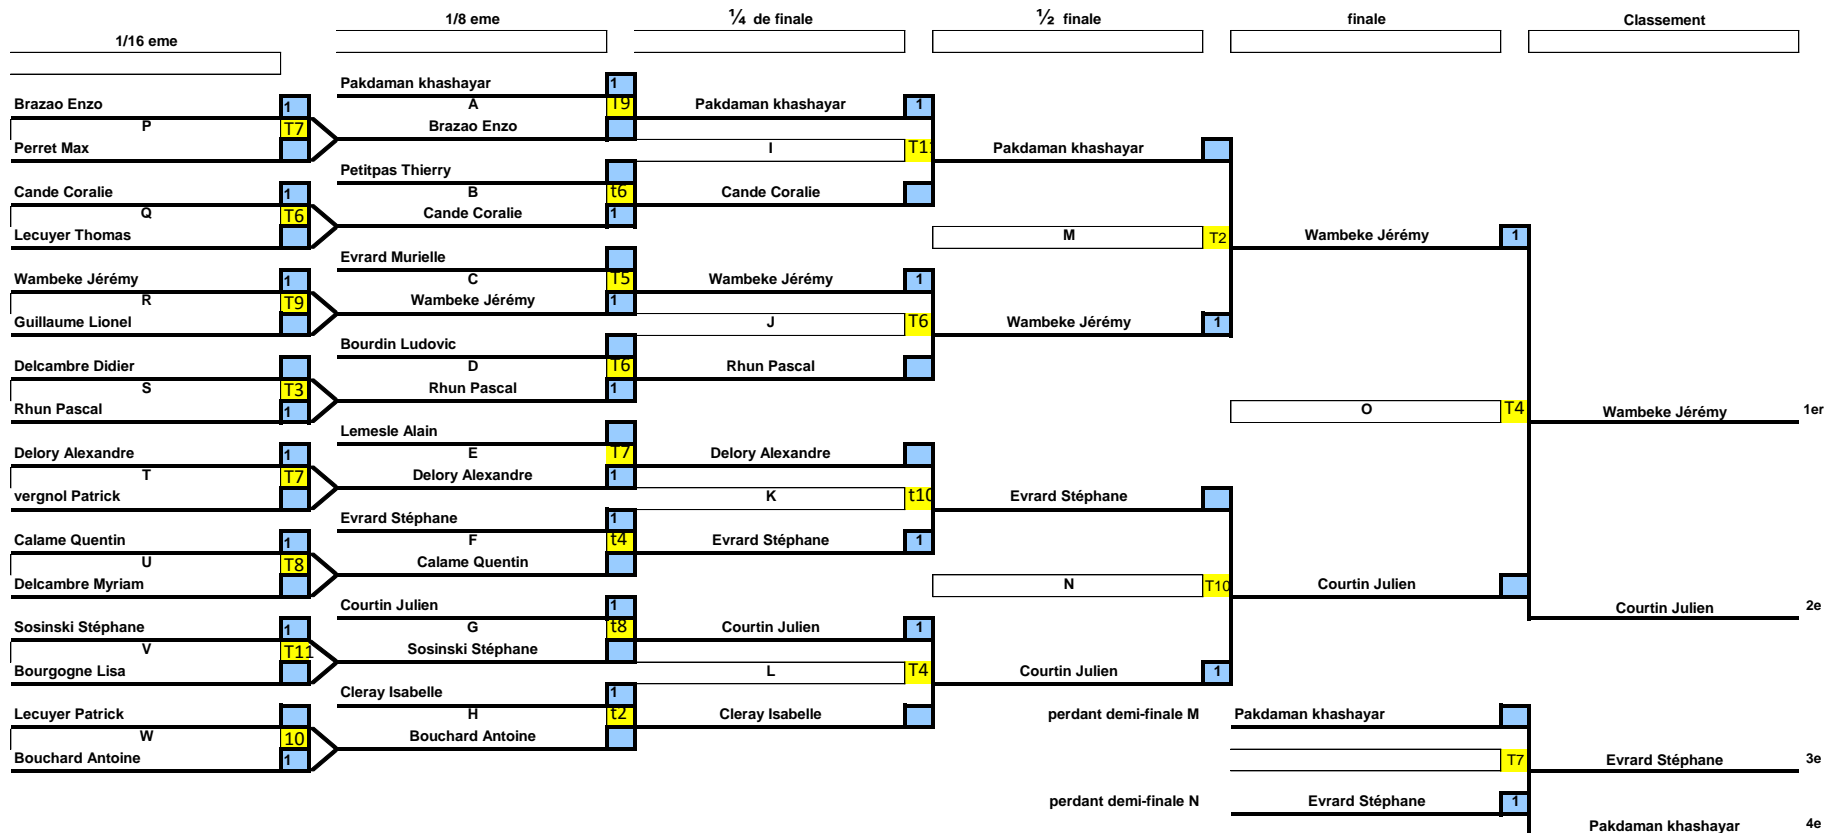 1/16 eme
1/8 eme
¼ de finale
½ finale
finale
Classement
Brazao Enzo 1
P T7
Perret Max
Cande Coralie 1
Q T6
Lecuyer Thomas
Wambeke Jérémy 1
R T9
Guillaume Lionel
Delcambre Didier
S T3
Rhun Pascal 1
Delory Alexandre 1
T T7
vergnol Patrick
Calame Quentin 1
U T8
Delcambre Myriam
Sosinski Stéphane 1
V T11
Bourgogne Lisa
Lecuyer Patrick
W 10
Bouchard Antoine 1
Pakdaman khashayar 1
A T9
Brazao Enzo
Petitpas Thierry
B t6
Cande Coralie 1
Evrard Murielle
C T5
Wambeke Jérémy 1
Bourdin Ludovic
D T6
Rhun Pascal 1
Lemesle Alain
E T7
Delory Alexandre 1
Evrard Stéphane 1
F t4
Calame Quentin
Courtin Julien 1
G t8
Sosinski Stéphane
Cleray Isabelle 1
H t2
Bouchard Antoine
Pakdaman khashayar 1
I T11
Cande Coralie
Wambeke Jérémy 1
J T6
Rhun Pascal
Delory Alexandre
K t10
Evrard Stéphane 1
Courtin Julien 1
L T4
Cleray Isabelle
Pakdaman khashayar
M T2
Wambeke Jérémy 1
Evrard Stéphane
N T10
Courtin Julien 1
Wambeke Jérémy 1
O T4
Courtin Julien
perdant demi-finale M Pakdaman khashayar
T7
perdant demi-finale N Evrard Stéphane 1
Wambeke Jérémy 1er
Courtin Julien 2e
Evrard Stéphane 3e
Pakdaman khashayar 4e